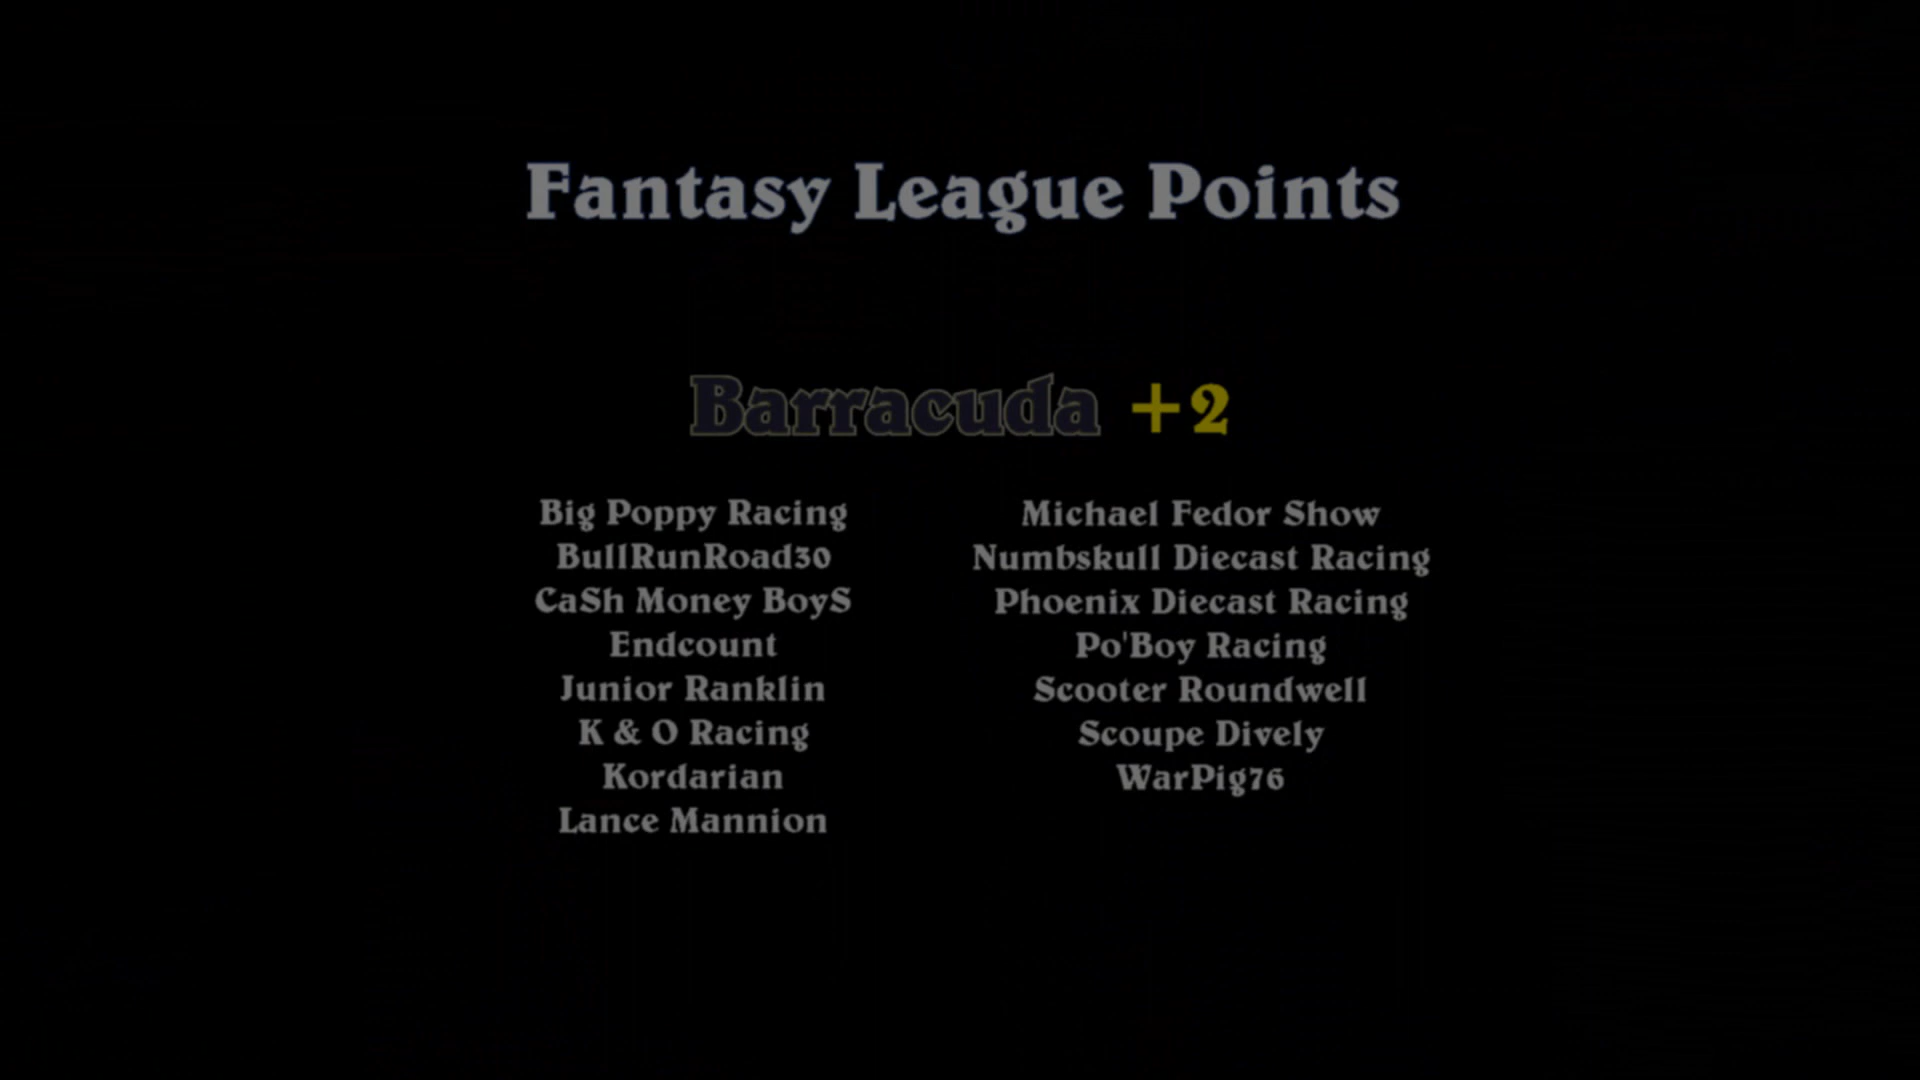 Fantasy League Points
Barracuda +2
Big Poppy Racing
BullRunRoad30
CaSh Money BoyS
Endcount
Junior Ranklin
K & O Racing
Kordarian
Lance Mannion
Michael Fedor Show
Numbskull Diecast Racing
Phoenix Diecast Racing
Po'Boy Racing
Scooter Roundwell
Scoupe Dively
WarPig76